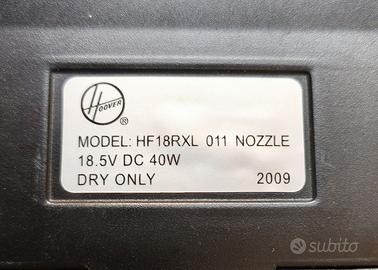 HOOVER
®
MODEL: HF18RXL 011 NOZZLE
18.5V DC 40W
DRY ONLY 2009
subito